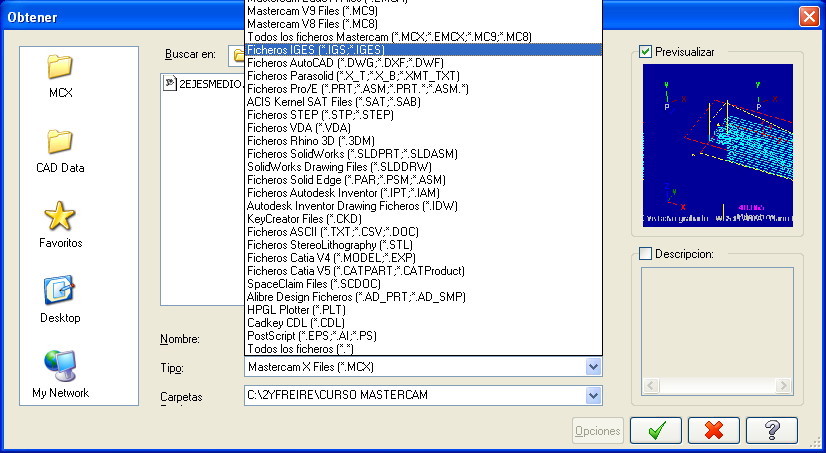 Obtener
Mastercam V9 Files (*.MC9)
Mastercam V8 Files (*.MC8)
Todos los ficheros Mastercam (*.MCX;*.EMCX;*.MC9;*.MC8)
Buscar en:
Ficheros IGES (*.IGS;*.IGES)
Ficheros AutoCAD (*.DWG;*.DXF;*.DWF)
Ficheros Parasolid (*.X_T;*.X_B;*.XMT_TXT)
Ficheros Pro/E (*.PRT;*.ASM;*.PRT.*;*.ASM.*)
ACIS Kernel SAT Files (*.SAT;*.SAB)
Ficheros STEP (*.STP;*.STEP)
Ficheros VDA (*.VDA)
Ficheros Rhino 3D (*.3DM)
Ficheros SolidWorks (*.SLDPRT;*.SLDASM)
SolidWorks Drawing Files (*.SLDDRW)
Ficheros Solid Edge (*.PAR;*.PSM;*.ASM)
Ficheros Autodesk Inventor (*.IPT;*.IAM)
Autodesk Inventor Drawing Ficheros (*.IDW)
KeyCreator Files (*.CKD)
Ficheros ASCII (*.TXT;*.CSV;*.DOC)
Ficheros StereoLithography (*.STL)
Ficheros Catia V4 (*.MODEL;*.EXP)
Ficheros Catia V5 (*.CATPART;*.CATProduct)
SpaceClaim Files (*.SCDOC)
Alibre Design Ficheros (*.AD_PRT;*.AD_SMP)
HPGL Plotter (*.PLT)
Cadkey CDL (*.CDL)
PostScript (*.EPS;*.AI;*.PS)
Todos los ficheros (*.*)
2EJESMEDIO.
MCX
CAD Data
Favoritos
Desktop
My Network
Nombre:
Tipo:
Mastercam X Files (*.MCX)
Carpetas
C:\2YFREIRE\CURSO MASTERCAM
Previsualizar
Y
X
P
Y
X
P
Descripcion:
Opciones